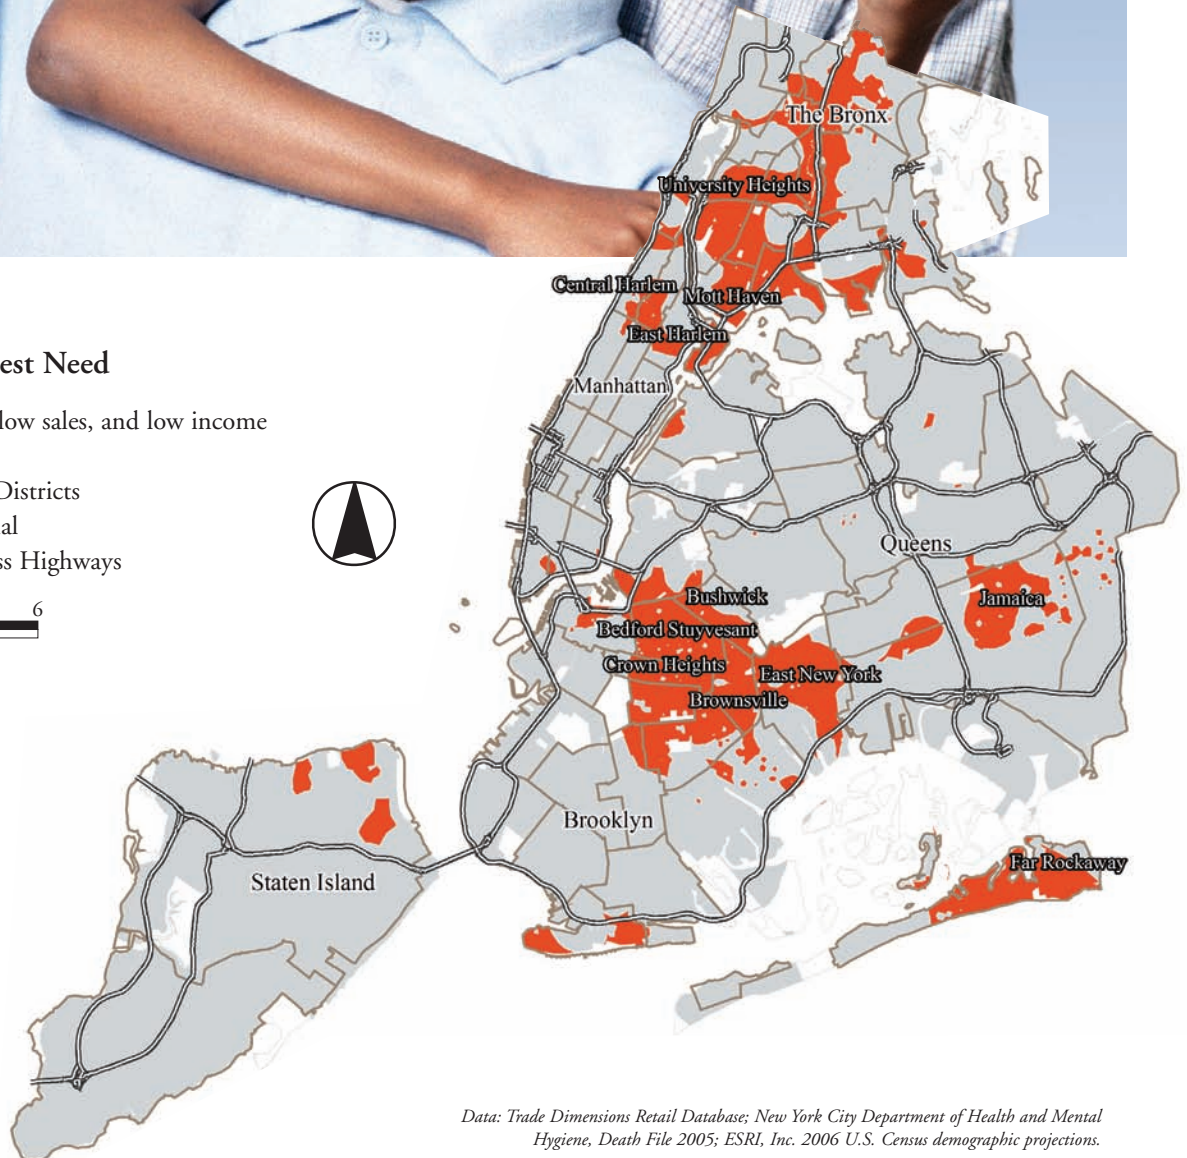 The Bronx
University Heights
Central Harlem
Mott Haven
East Harlem
est Need
Manhattan
low sales, and low income
Districts
al
ss Highways
Queens
6
Bushwick
Jamaica
Bedford Stuyvesant
Crown Heights
East New York
Brownsville
Brooklyn
Far Rockaway
Staten Island
Data: Trade Dimensions Retail Database; New York City Department of Health and Mental
Hygiene, Death File 2005; ESRI, Inc. 2006 U.S. Census demographic projections.